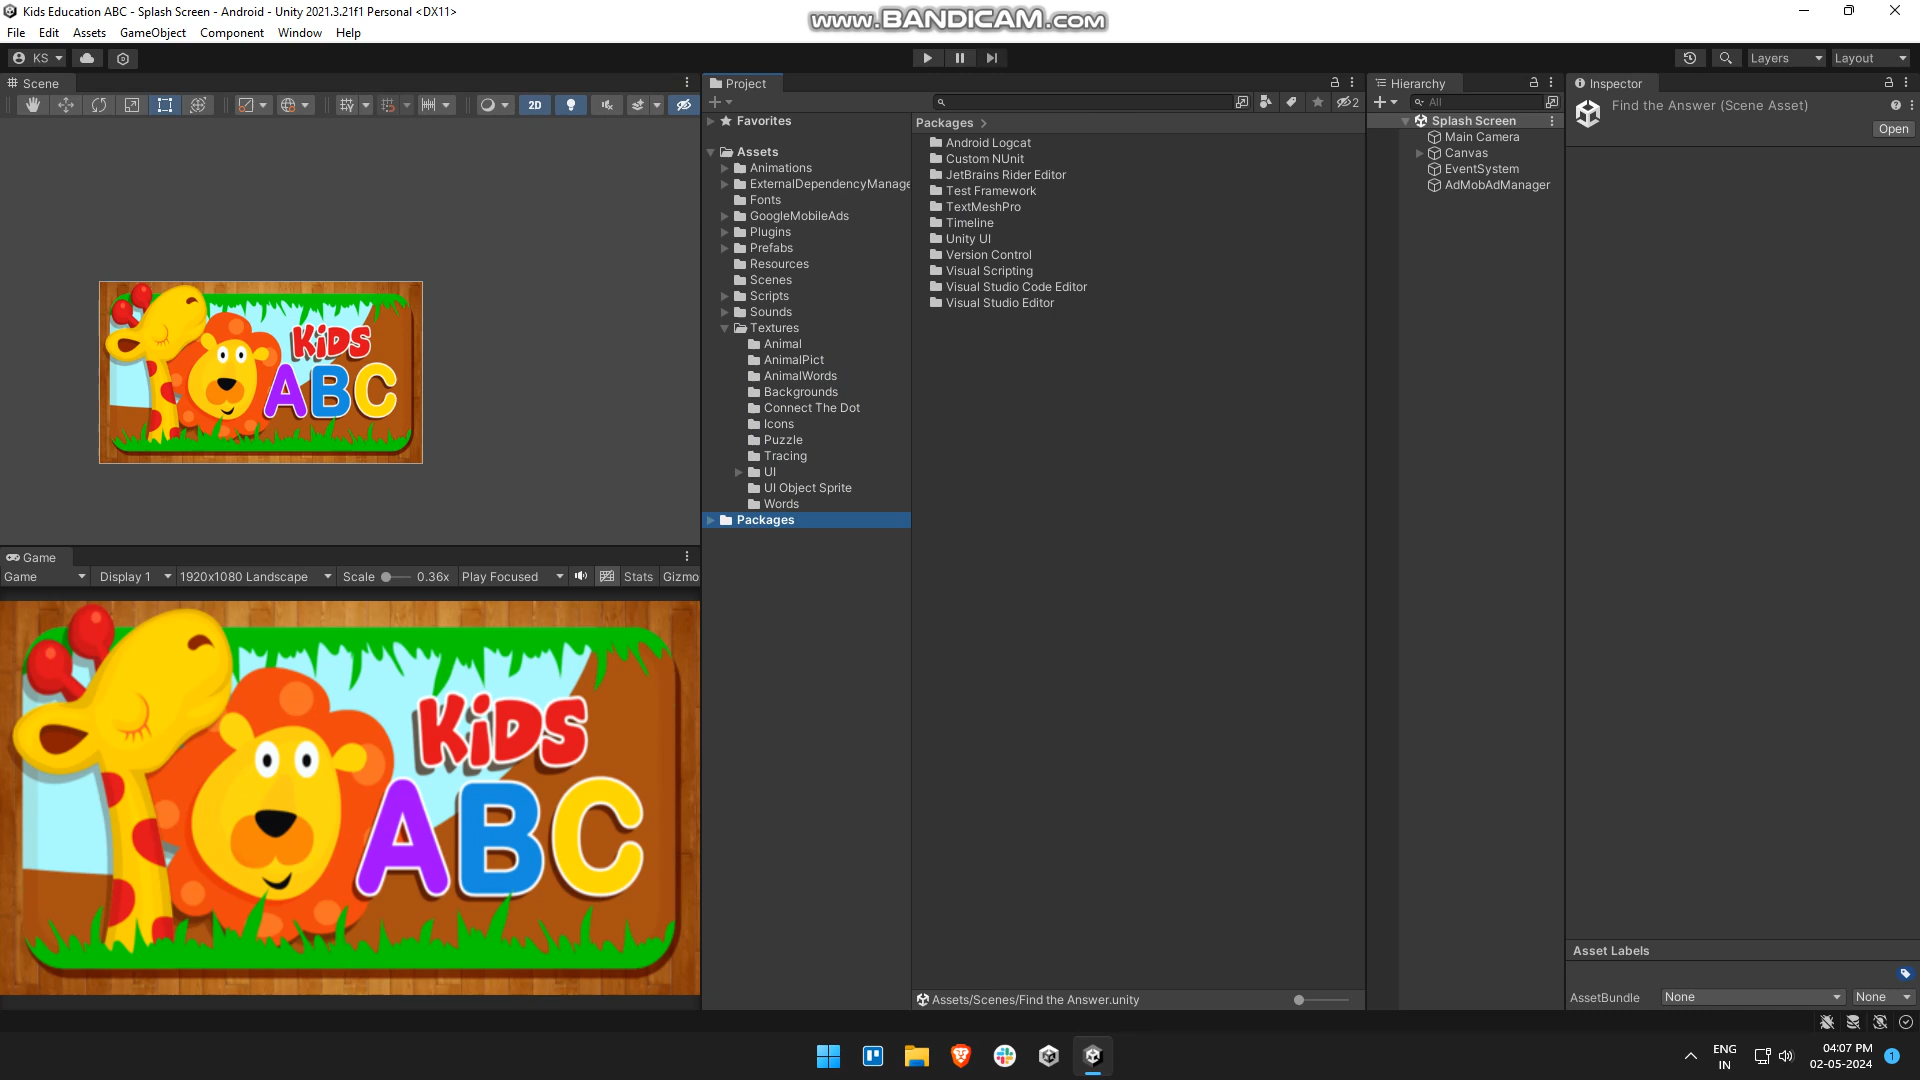 Kids Education ABC - Splash Screen - Android - Unity 2021.3.21f1 Personal <DX11>
www.BANDICAM.com
File Edit Assets GameObject Component Window Help
KS
Layers
Layout
Scene
2D
Project
2
Favorites
Assets
Animations
ExternalDependencyManage
Fonts
GoogleMobileAds
Plugins
Prefabs
Resources
Scenes
Scripts
Sounds
Textures
Animal
AnimalPict
AnimalWords
Backgrounds
Connect The Dot
Icons
Puzzle
Tracing
UI
UI Object Sprite
Words
Packages
Packages
Android Logcat
Custom NUnit
JetBrains Rider Editor
Test Framework
TextMeshPro
Timeline
Unity UI
Version Control
Visual Scripting
Visual Studio Code Editor
Visual Studio Editor
Assets/Scenes/Find the Answer.unity
Hierarchy
All
Splash Screen
Main Camera
Canvas
EventSystem
AdMobAdManager
Inspector
Find the Answer (Scene Asset)
Open
Asset Labels
AssetBundle None None
KiDS
ABC
Game
Game Display 1 1920x1080 Landscape Scale 0.36x Play Focused Stats Gizmo
KiDS
ABC
ENG
IN
04:07 PM
02-05-2024
1